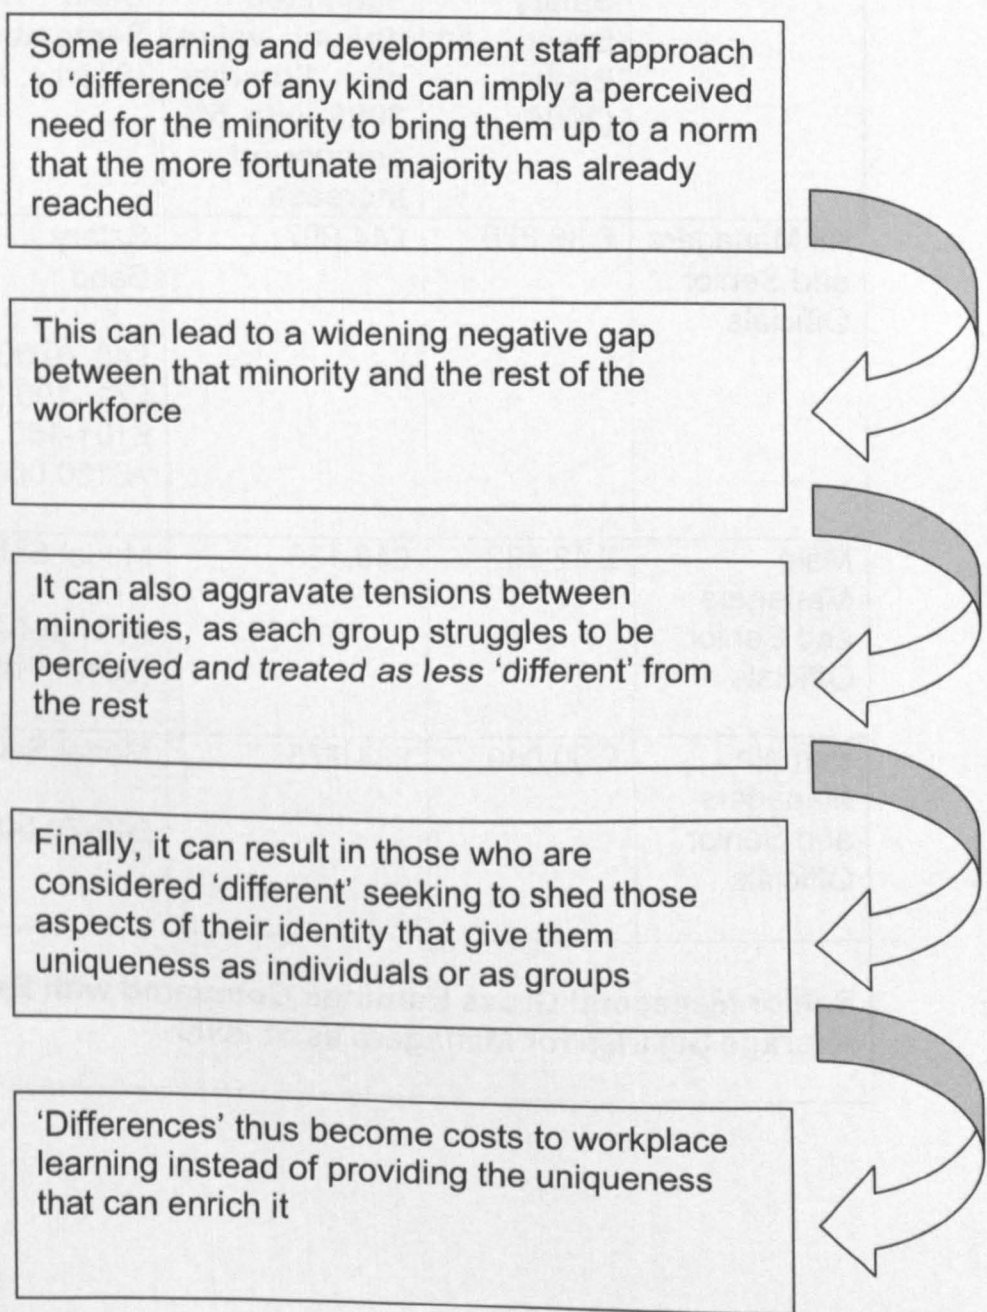 Some learning and development staff approach
to ‘difference’ of any kind can imply a perceived
need for the minority to bring them up to a norm
that the more fortunate majority has already
reached
This can lead to a widening negative gap
between that minority and the rest of the
workforce
It can also aggravate tensions between
minorities, as each group struggles to be
perceived and treated as less ‘different’ from
the rest
Finally, it can result in those who are
considered ‘different’ seeking to shed those
aspects of their identity that give them
uniqueness as individuals or as groups
‘Differences’ thus become costs to workplace
learning instead of providing the uniqueness
that can enrich it